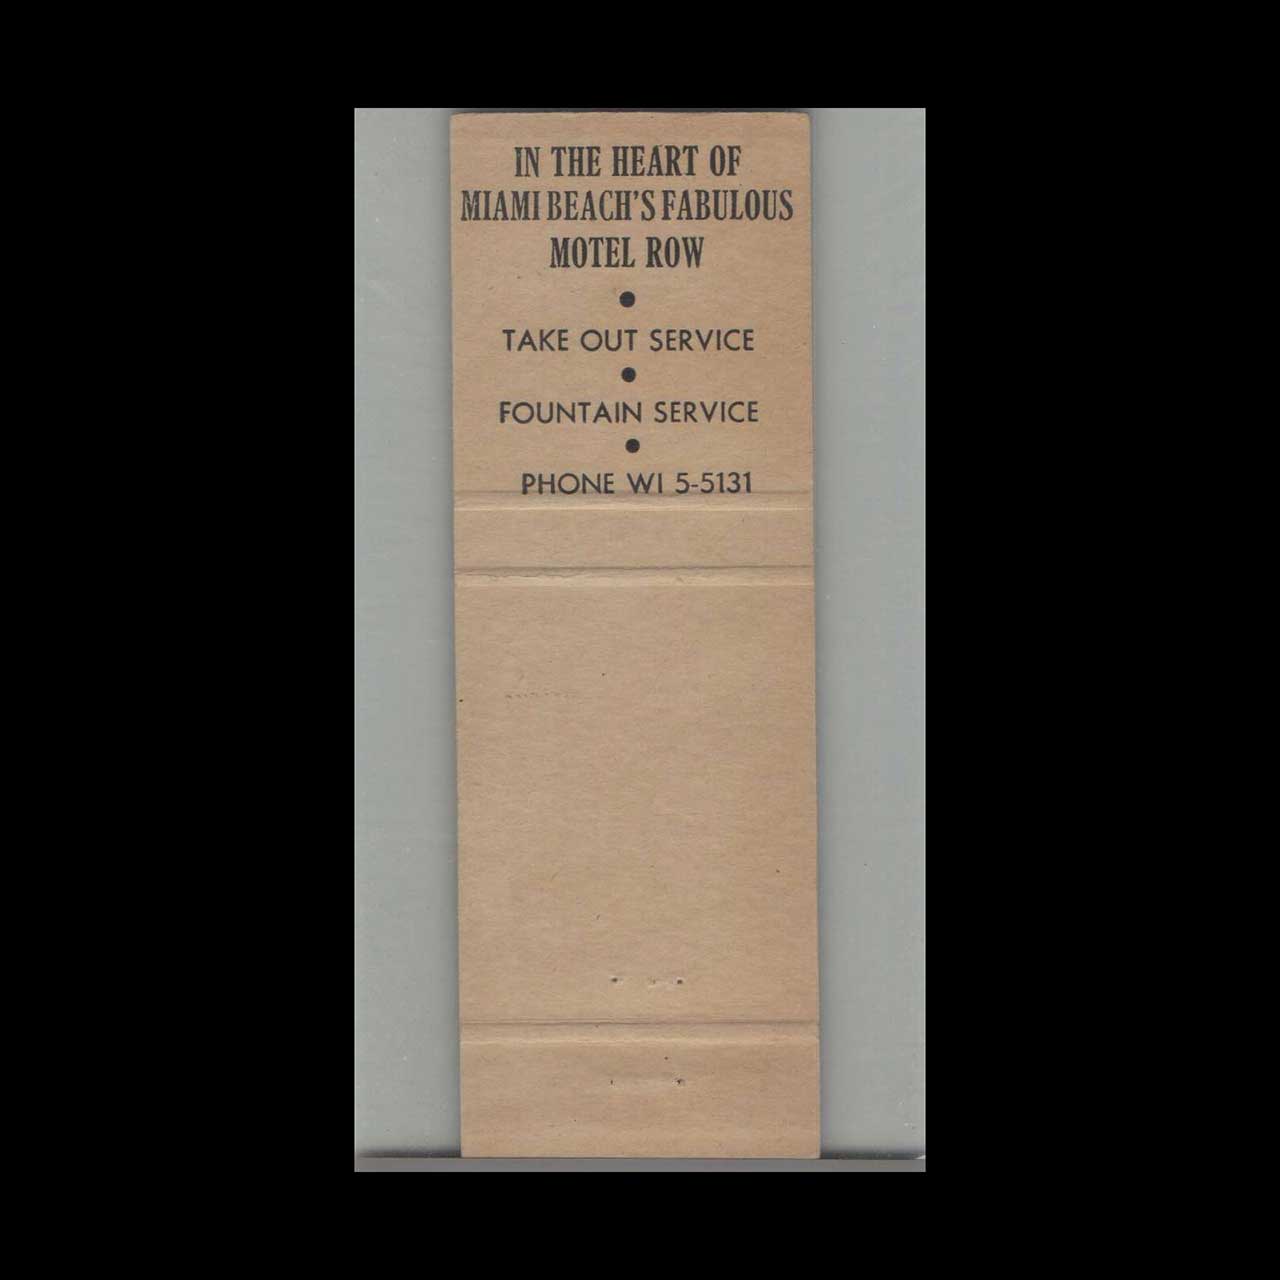 IN THE HEART OF
MIAMI BEACH'S FABULOUS
MOTEL ROW
•
TAKE OUT SERVICE
•
FOUNTAIN SERVICE
•
PHONE WI 5-5131